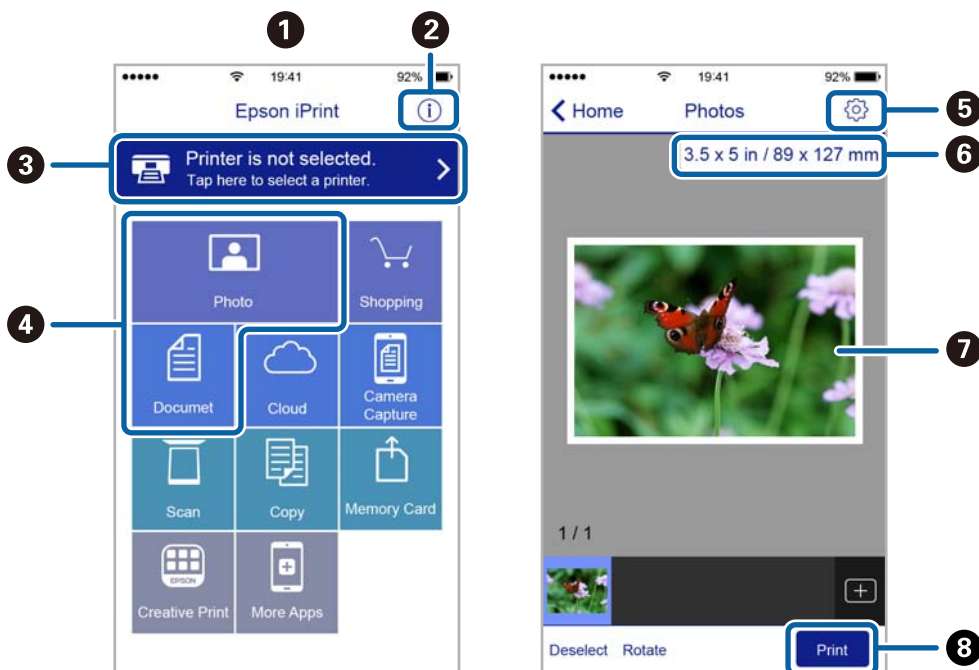 1
2
19:41
92%
Epson iPrint
3
Printer is not selected.
Tap here to select a printer.
4
Photo
Shopping
Documet
Cloud
Camera
Capture
Scan
Copy
Memory Card
EPSON
Creative Print
More Apps
19:41
92%
Home
Photos
5
3.5 x 5 in / 89 x 127 mm
6
7
1 / 1
Deselect
Rotate
Print
8